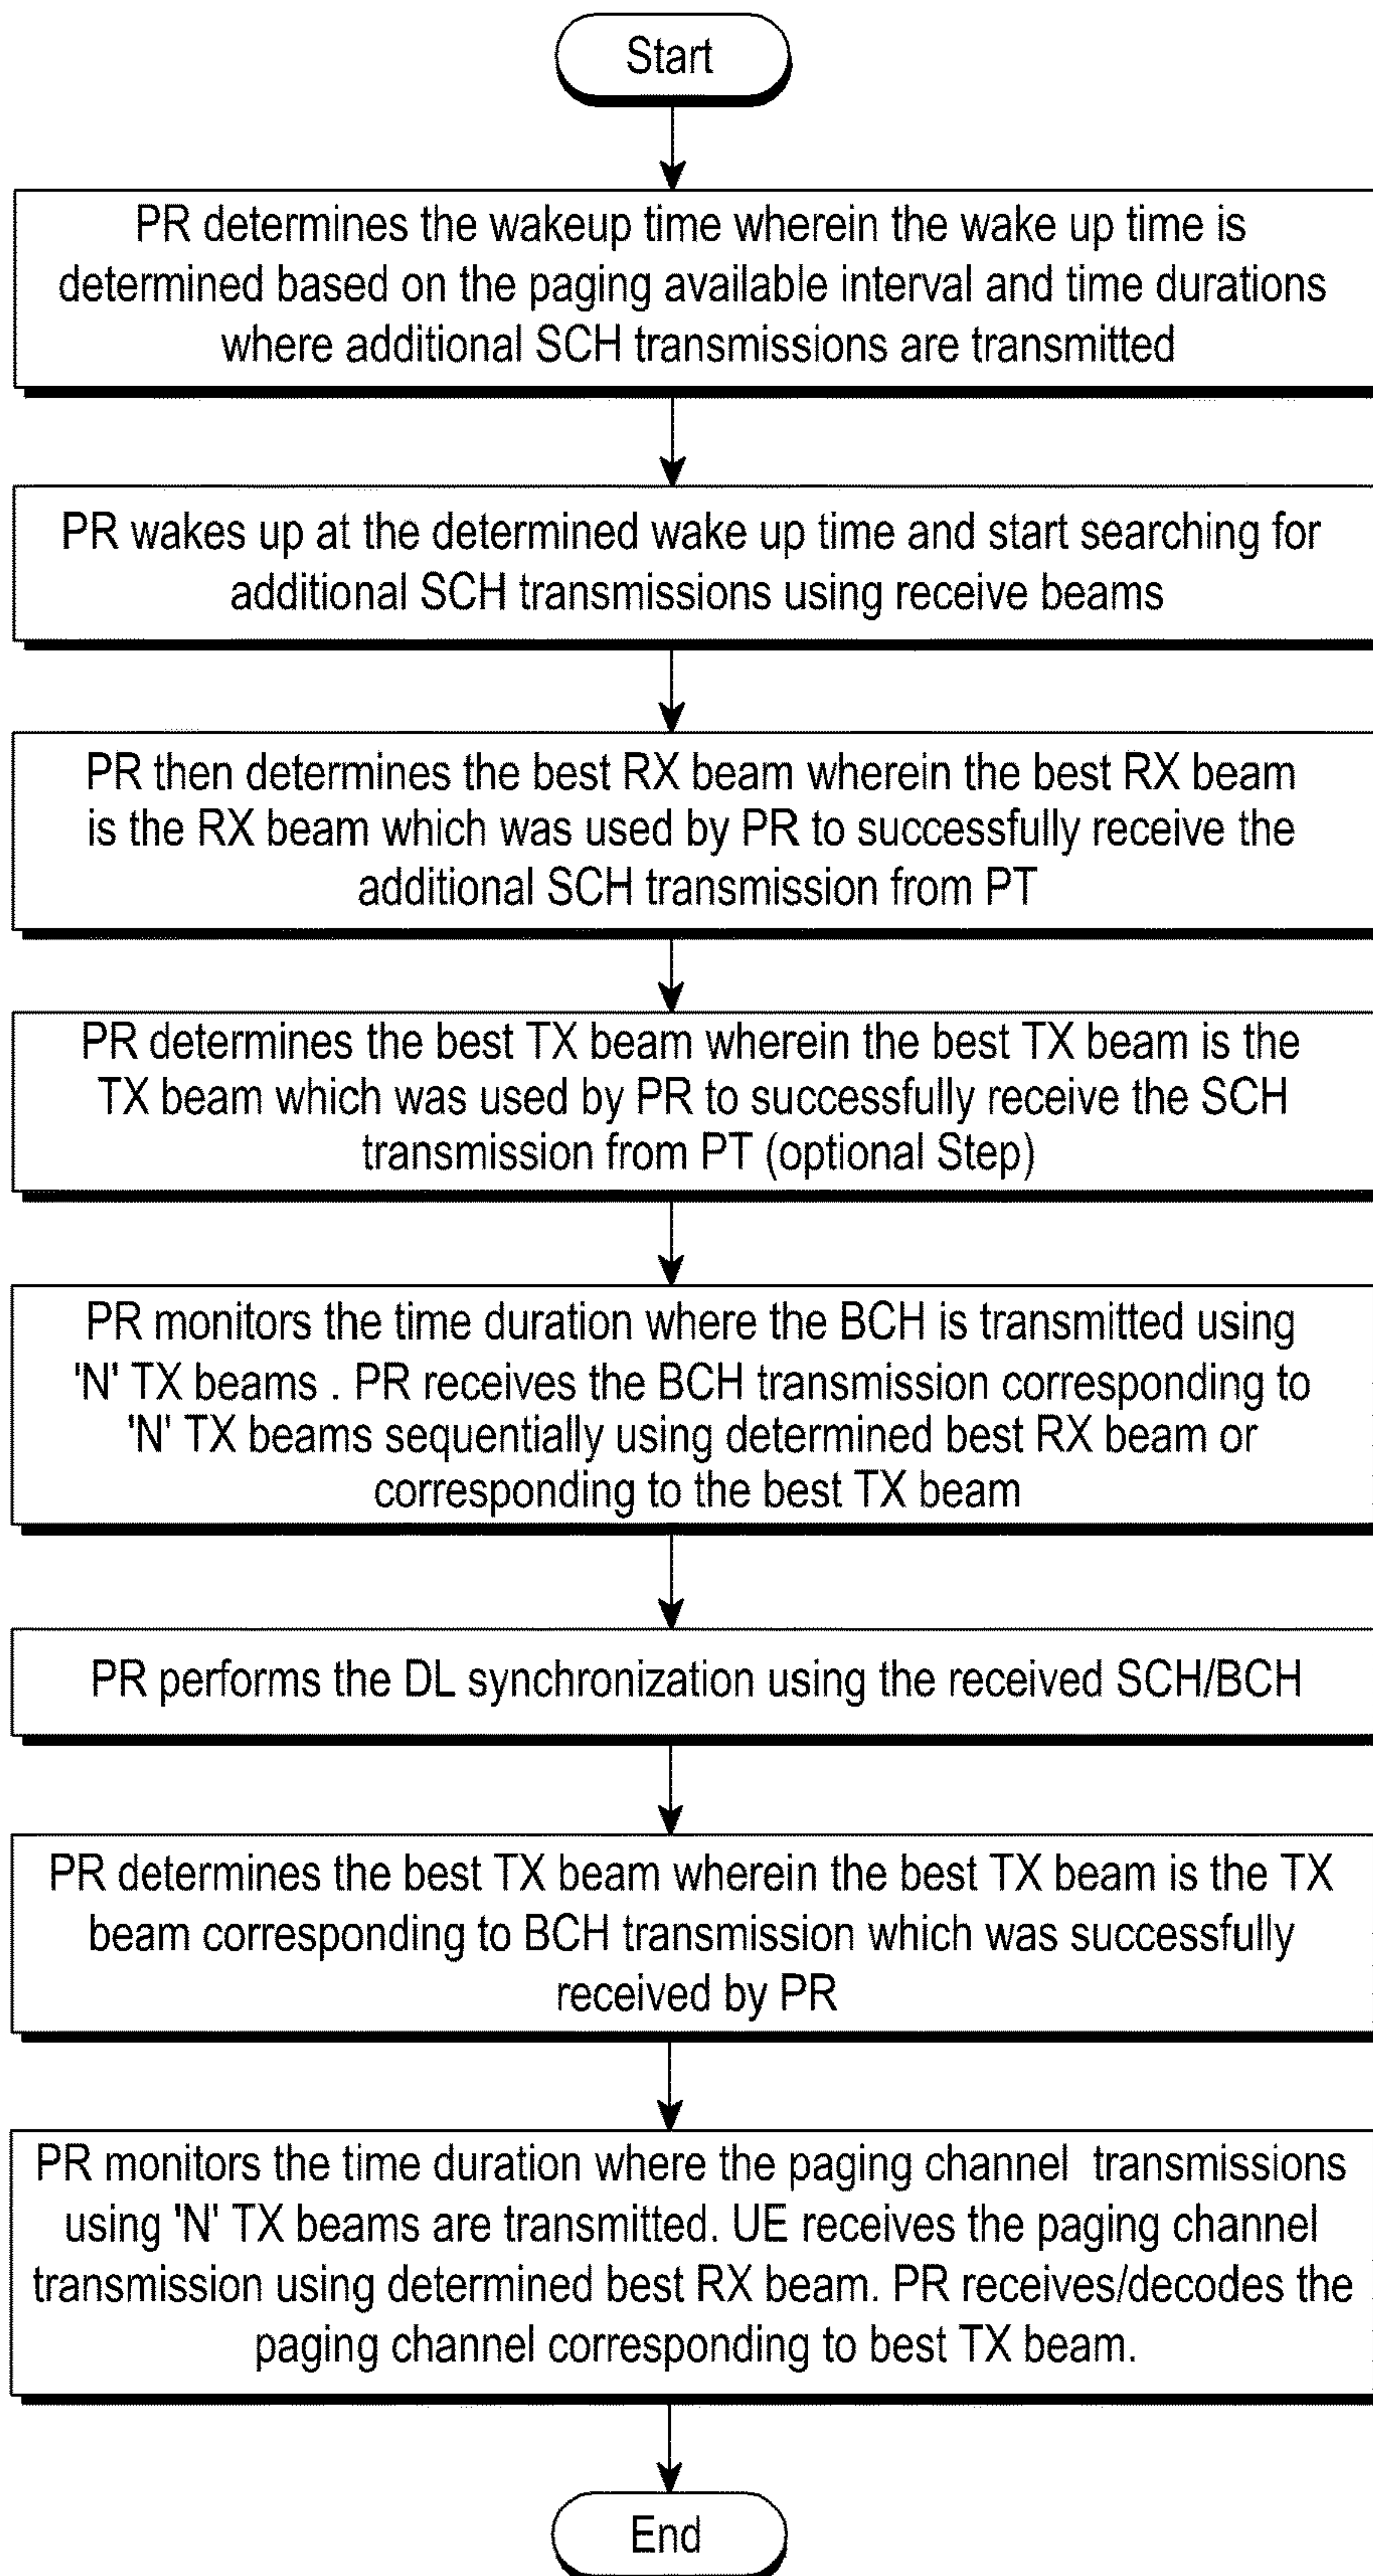 Start
PR determines the wakeup time wherein the wake up time is
determined based on the paging available interval and time durations
where additional SCH transmissions are transmitted
PR wakes up at the determined wake up time and start searching for
additional SCH transmissions using receive beams
PR then determines the best RX beam wherein the best RX beam
is the RX beam which was used by PR to successfully receive the
additional SCH transmission from PT
PR determines the best TX beam wherein the best TX beam is the
TX beam which was used by PR to successfully receive the SCH
transmission from PT (optional Step)
PR monitors the time duration where the BCH is transmitted using
'N' TX beams . PR receives the BCH transmission corresponding to
'N' TX beams sequentially using determined best RX beam or
corresponding to the best TX beam
PR performs the DL synchronization using the received SCH/BCH
PR determines the best TX beam wherein the best TX beam is the TX
beam corresponding to BCH transmission which was successfully
received by PR
PR monitors the time duration where the paging channel transmissions
using 'N' TX beams are transmitted. UE receives the paging channel
transmission using determined best RX beam. PR receives/decodes the
paging channel corresponding to best TX beam.
End